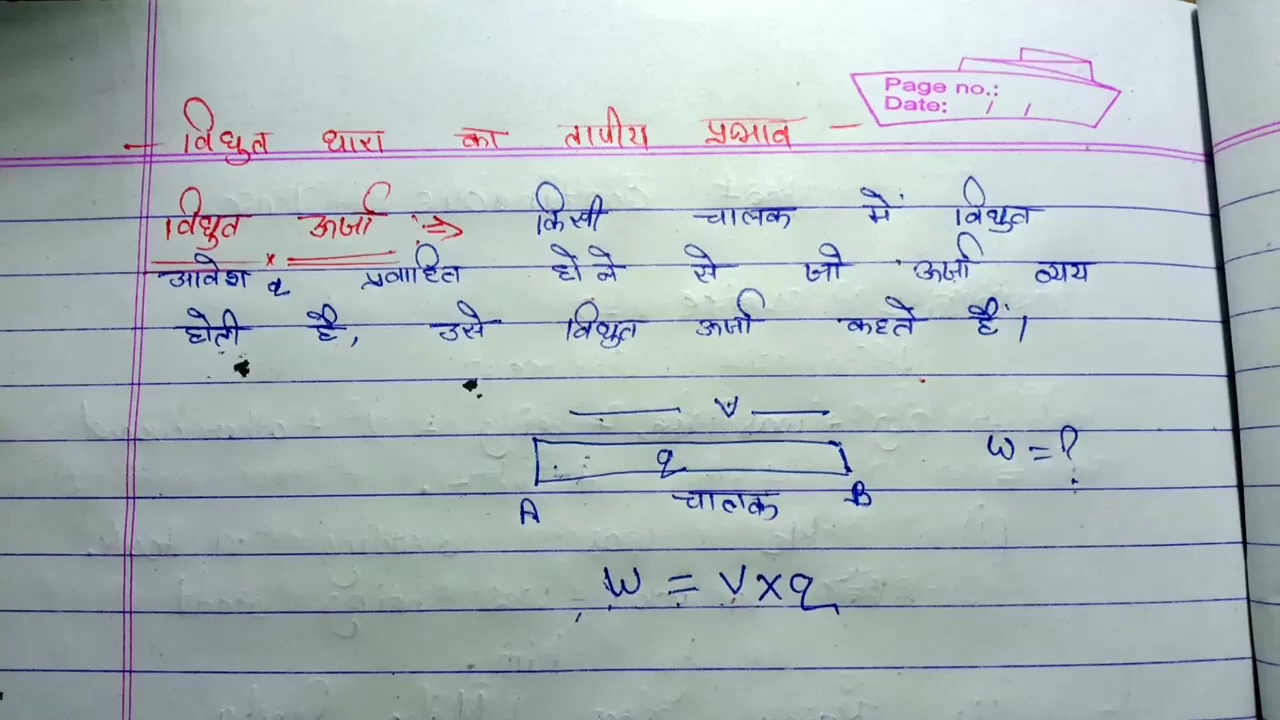 Page no.:
Date: / /
- विधुत धारा का तापीय प्रभाव -
विधुत ऊर्जा :⇒ किसी चालक में विधुत
आवेश q प्रवाहित होने से जो ऊर्जा व्यय
होती है, उसे विधुत ऊर्जा कहते हैं।
V
q
W = ?
A चालक B
W = V×q